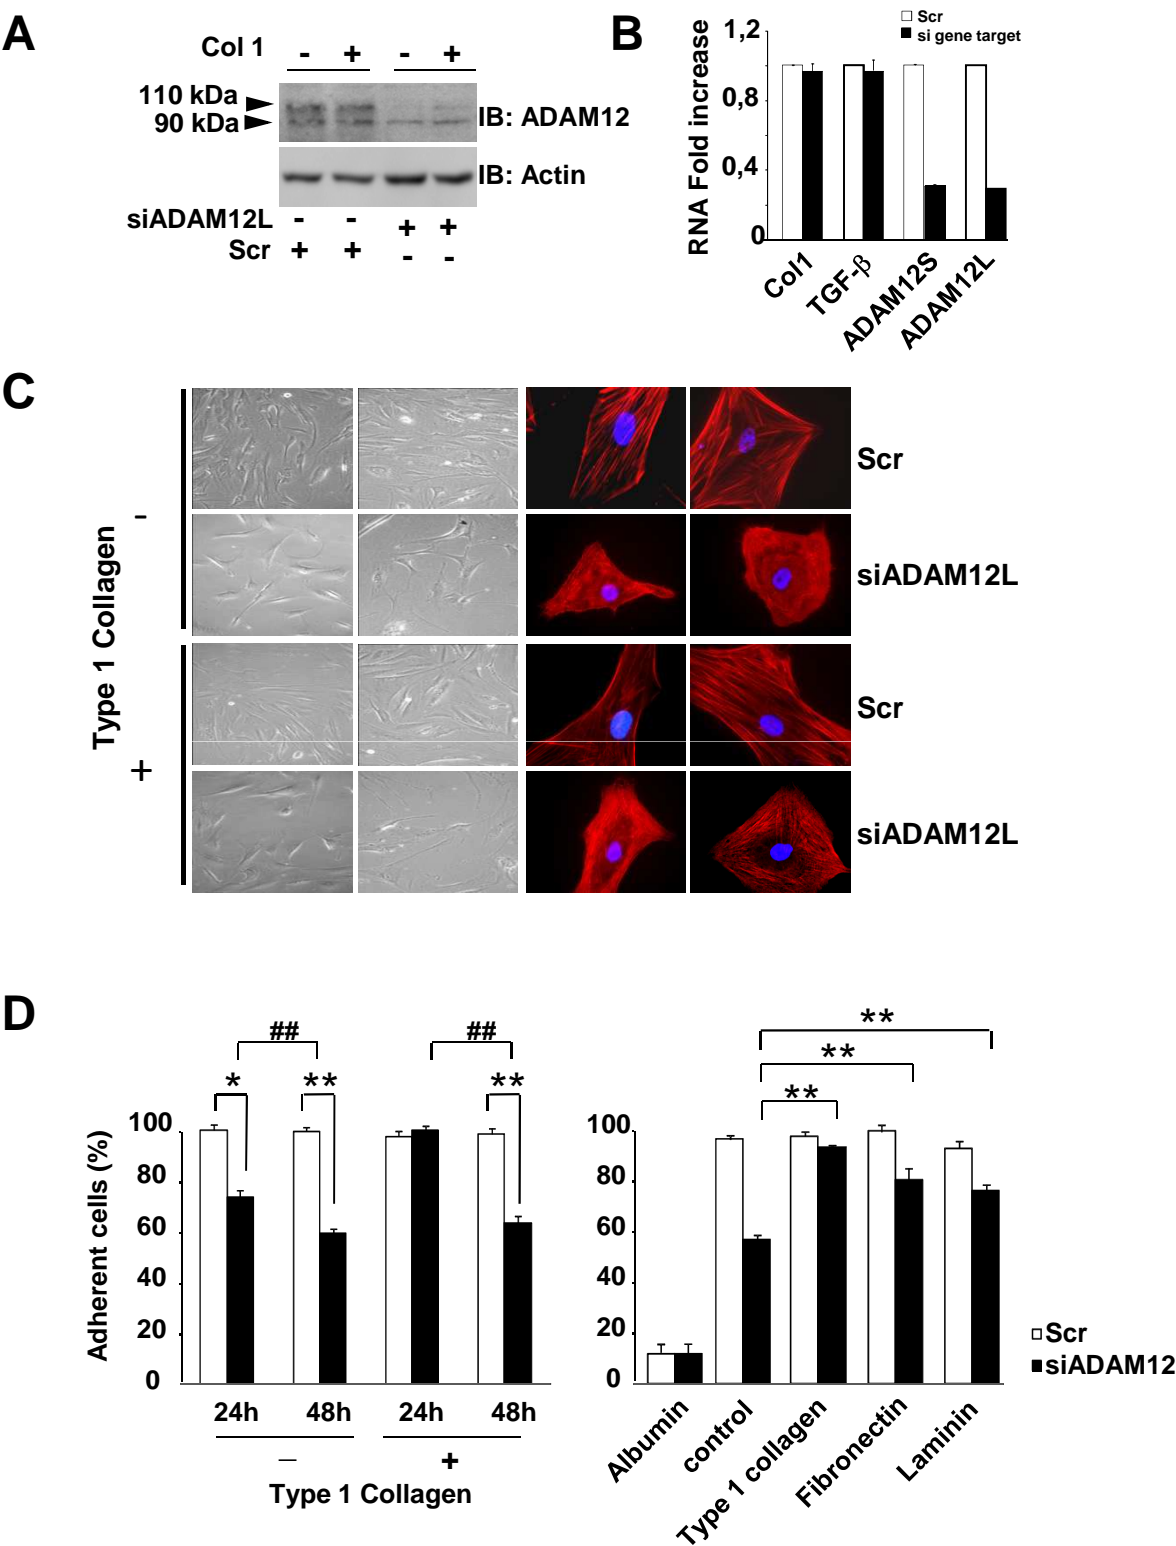 A
Col 1 - + - +
110 kDa
90 kDa
IB: ADAM12
IB: Actin
siADAM12L - - + +
Scr + + - -
B
Scr
si gene target
RNA Fold increase
1,2
0,8
0,4
0
Col1
TGF-β
ADAM12S
ADAM12L
C
Type 1 Collagen
-
+
Scr
siADAM12L
Scr
siADAM12L
D
Adherent cells (%)
## ##
* ** **
100
80
60
40
20
0
24h 48h 24h 48h
– +
Type 1 Collagen
**
**
**
100
80
60
40
20
0
Albumin
control
Type 1 collagen
Fibronectin
Laminin
Scr
siADAM12